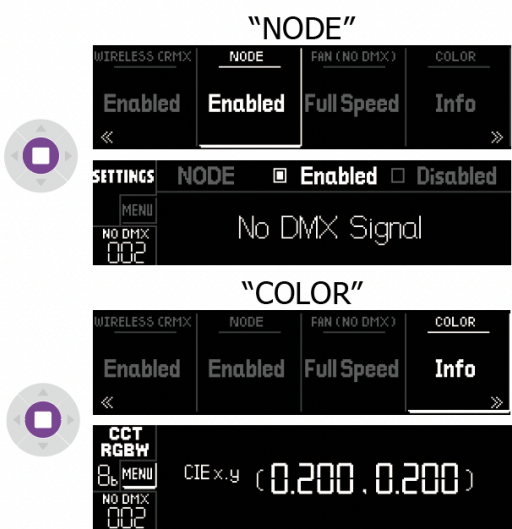 “NODE”
WIRELESS CRMX NODE FAN (NO DMX) COLOR
Enabled Enabled Full Speed Info
« »
SETTINGS NODE Enabled Disabled
MENU
No DMX Signal
NO DMX
002
“COLOR”
WIRELESS CRMX NODE FAN (NO DMX) COLOR
Enabled Enabled Full Speed Info
« »
CCT
RGBW
8b MENU CIE x.y (0.200 , 0.200)
NO DMX
002